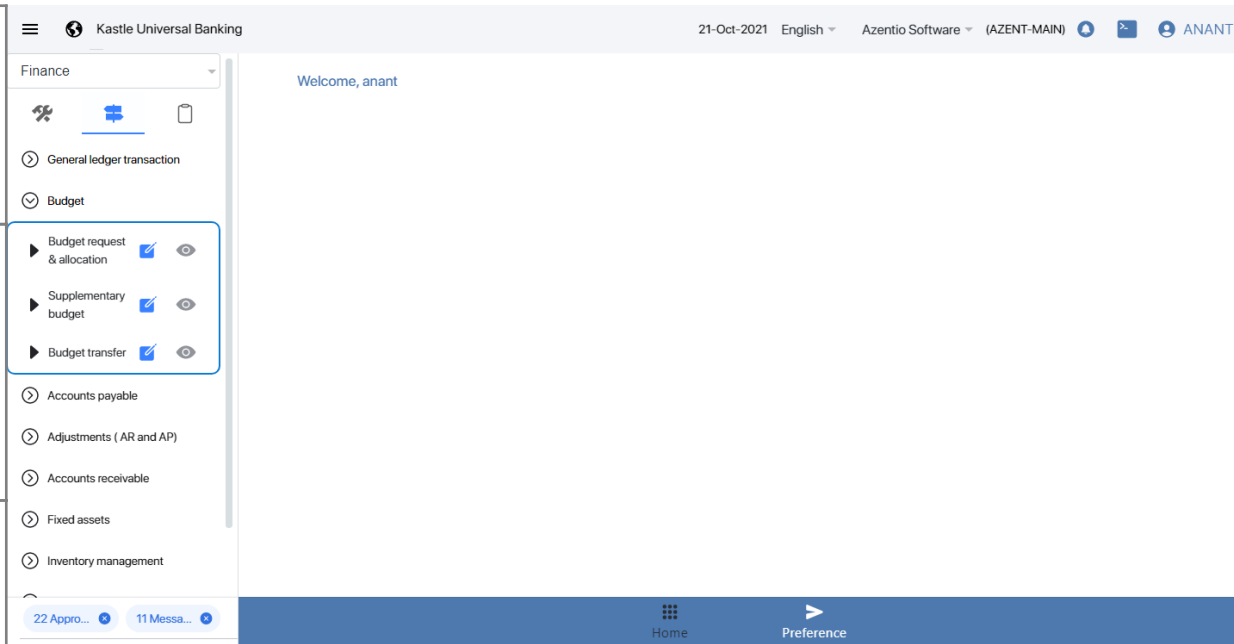 Kastle Universal Banking
21-Oct-2021 English Azentio Software (AZENT-MAIN) ANANT
Finance
Welcome, anant
General ledger transaction
Budget
Budget request
& allocation
Supplementary
budget
Budget transfer
Accounts payable
Adjustments ( AR and AP)
Accounts receivable
Fixed assets
Inventory management
22 Appro... 11 Messa...
Home
Preference